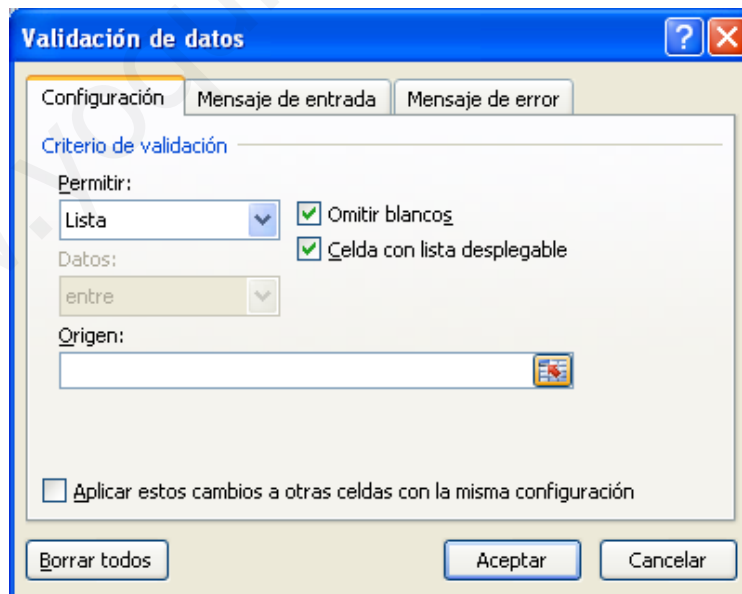 Validación de datos
Configuración Mensaje de entrada Mensaje de error
Criterio de validación
Permitir:
Lista
Omitir blancos
Celda con lista desplegable
Datos:
entre
Origen:
Aplicar estos cambios a otras celdas con la misma configuración
Borrar todos Aceptar Cancelar